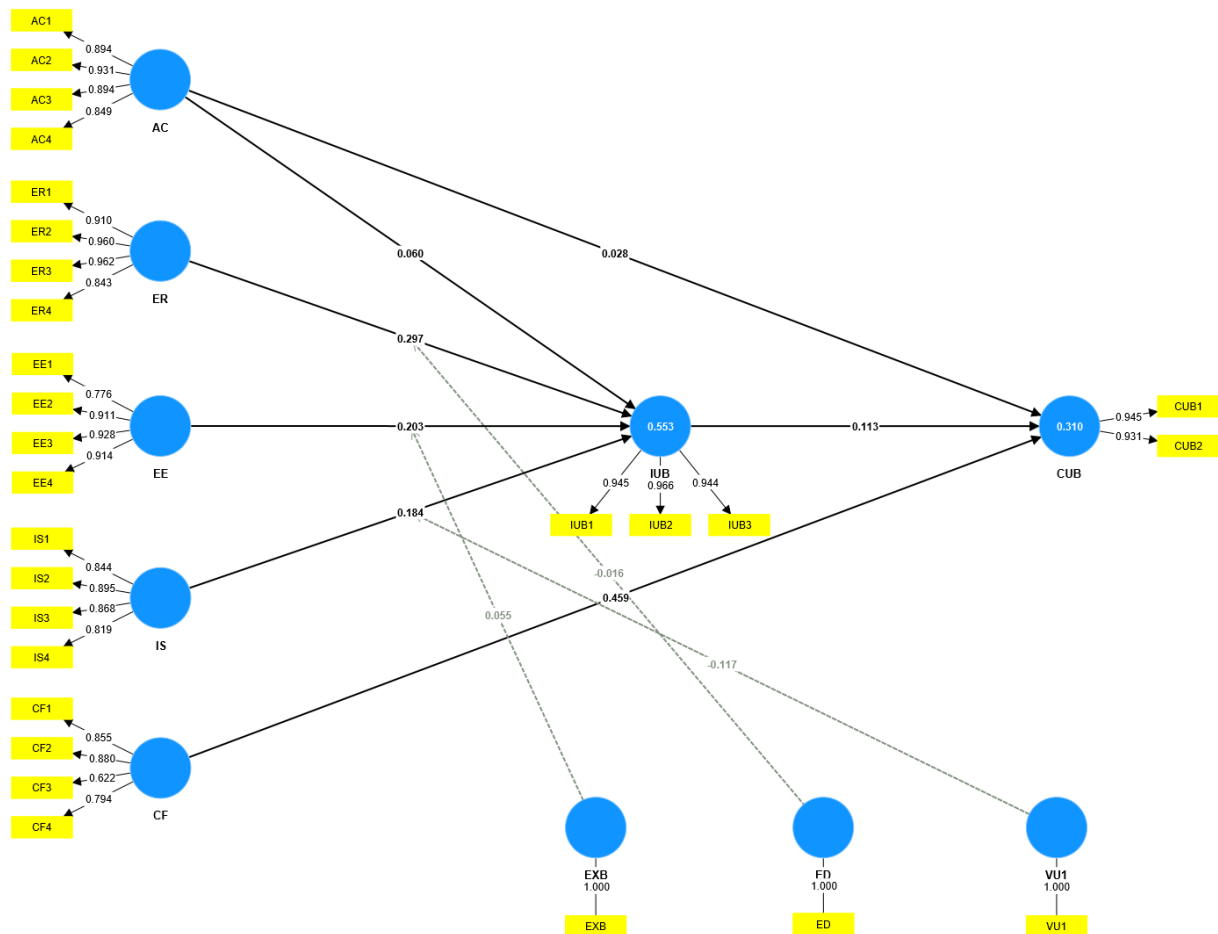 AC1
0.894
AC2
0.931
AC3
0.894
AC4
0.849
AC
ER1
0.910
ER2
0.960
ER3
0.962
ER4
0.843
ER
EE1
0.776
EE2
0.911
EE3
0.928
EE4
0.914
EE
IS1
0.844
IS2
0.895
IS3
0.868
IS4
0.819
IS
CF1
0.855
CF2
0.880
CF3
0.622
CF4
0.794
CF
0.060
0.028
0.297
0.203
0.184
0.553
IUB
0.945
0.966
0.944
IUB1
IUB2
IUB3
0.113
0.310
CUB
0.945
CUB1
0.931
CUB2
-0.016
0.459
0.055
-0.117
EXB
1.000
EXB
ED
1.000
ED
VU1
1.000
VU1